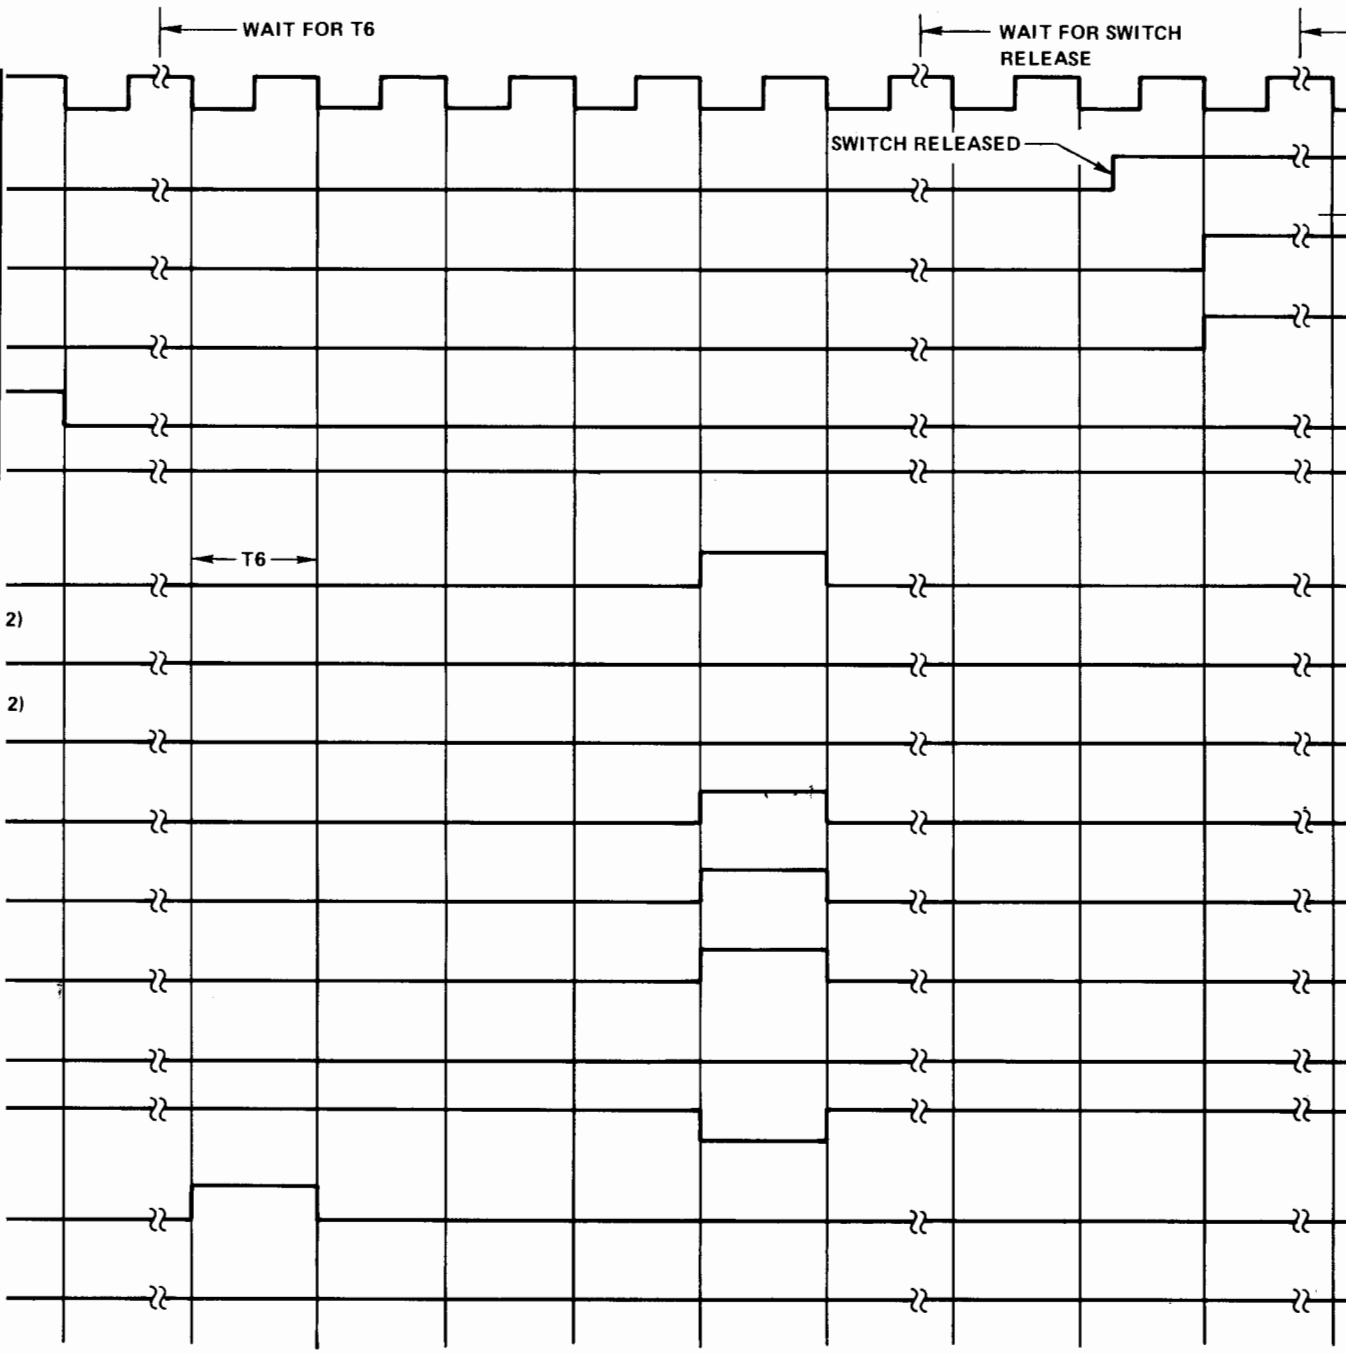 WAIT FOR T6
WAIT FOR SWITCH
RELEASE
SWITCH RELEASED
T6
2)
2)